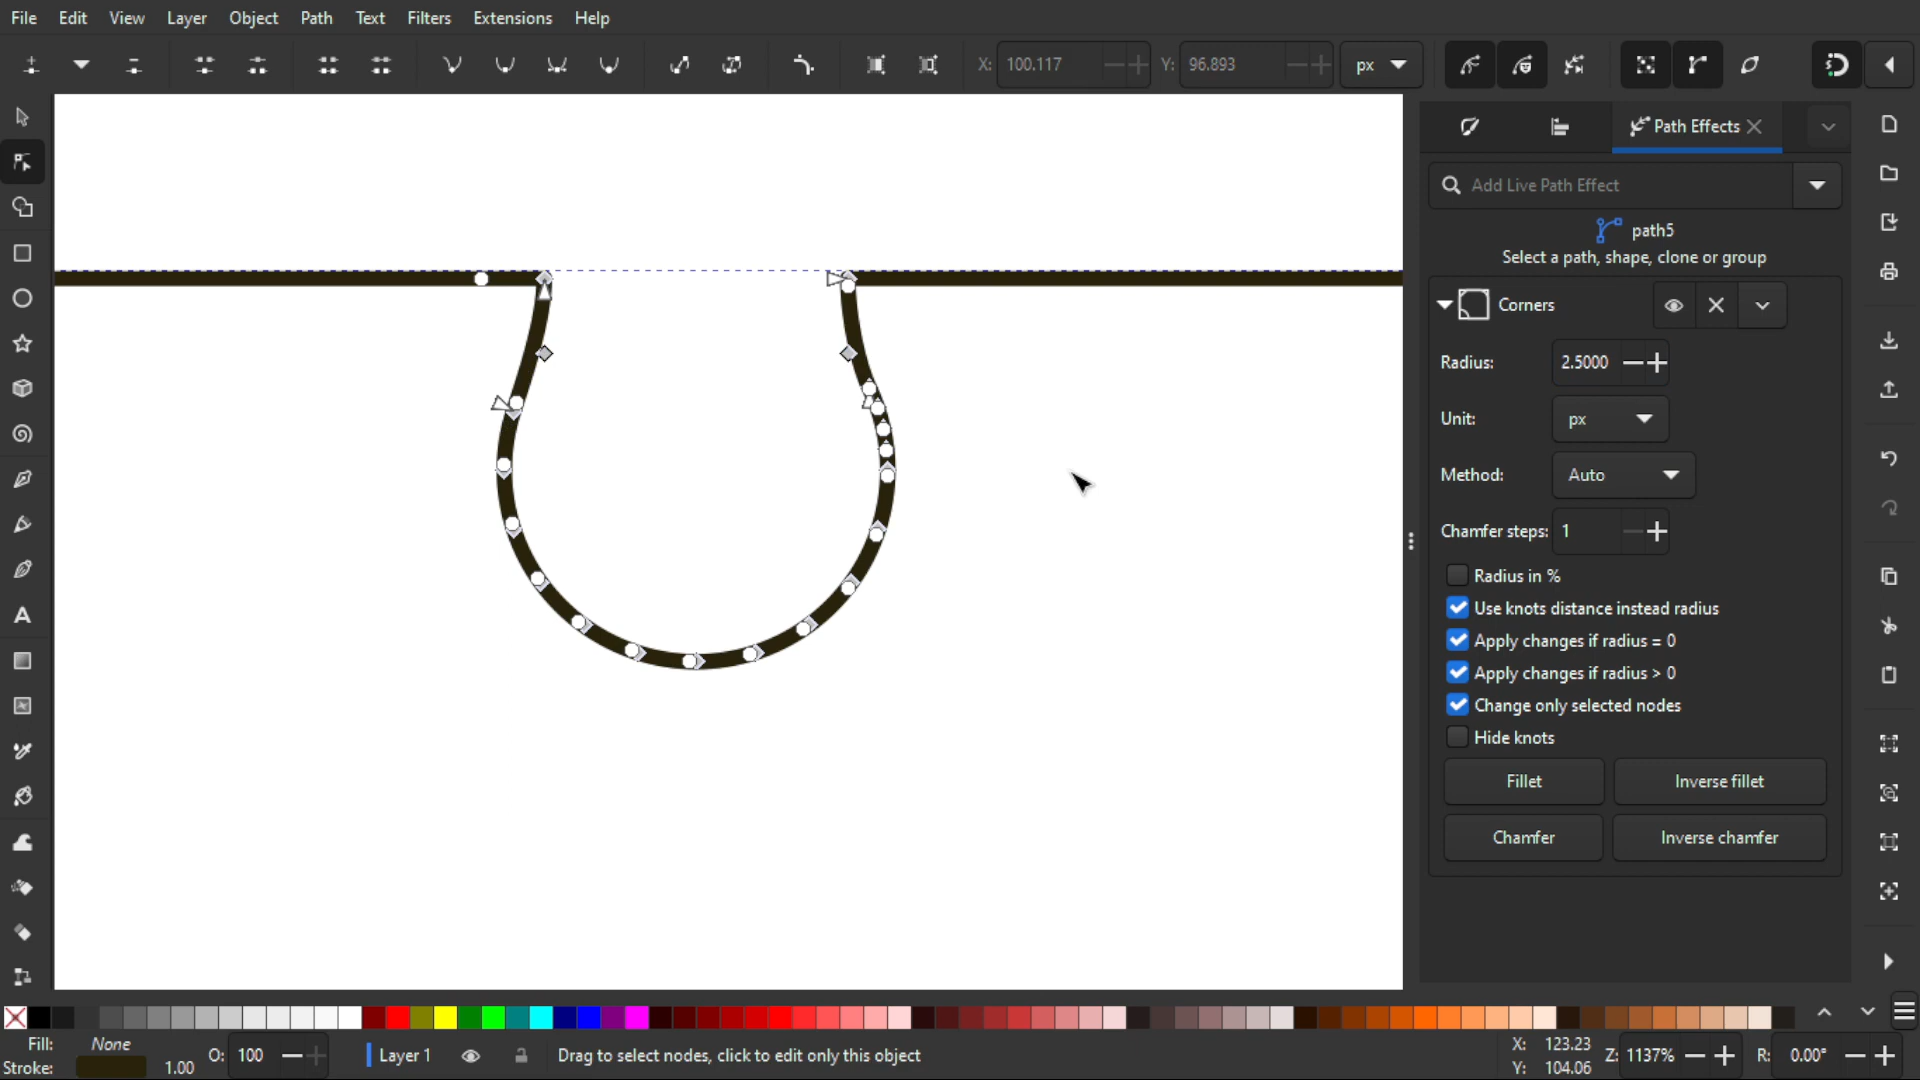 File Edit View Layer Object Path Text Filters Extensions Help
X: 100.117 Y: 96.893 px
Path Effects
Add Live Path Effect
path5
Select a path, shape, clone or group
Corners
Radius: 2.5000
Unit: px
Method: Auto
Chamfer steps: 1
Radius in %
Use knots distance instead radius
Apply changes if radius = 0
Apply changes if radius > 0
Change only selected nodes
Hide knots
Fillet Inverse fillet
Chamfer Inverse chamfer
Fill: None
Stroke: 1.00
O: 100 Layer 1 Drag to select nodes, click to edit only this object
X: 123.23
Y: 104.06
Z: 1137% R: 0.00°